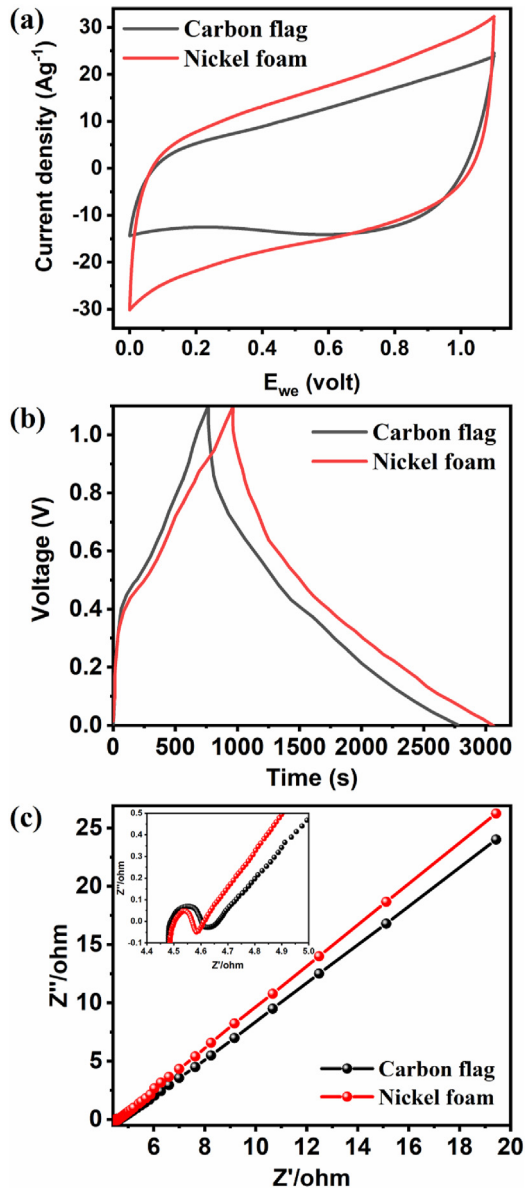 (a)
Carbon flag
Nickel foam
Current density (Ag-1)
30
20
10
0
-10
-20
-30
0.0 0.2 0.4 0.6 0.8 1.0
Ewe (volt)
(b)
Carbon flag
Nickel foam
Voltage (V)
1.0
0.8
0.6
0.4
0.2
0.0
0 500 1000 1500 2000 2500 3000
Time (s)
(c)
Z''/ohm
25
20
15
10
5
0
Z''/ohm
0.5
0.4
0.3
0.2
0.1
0.0
-0.1
4.4 4.5 4.6 4.7 4.8 4.9 5.0
Z'/ohm
Carbon flag
Nickel foam
6 8 10 12 14 16 18 20
Z'/ohm